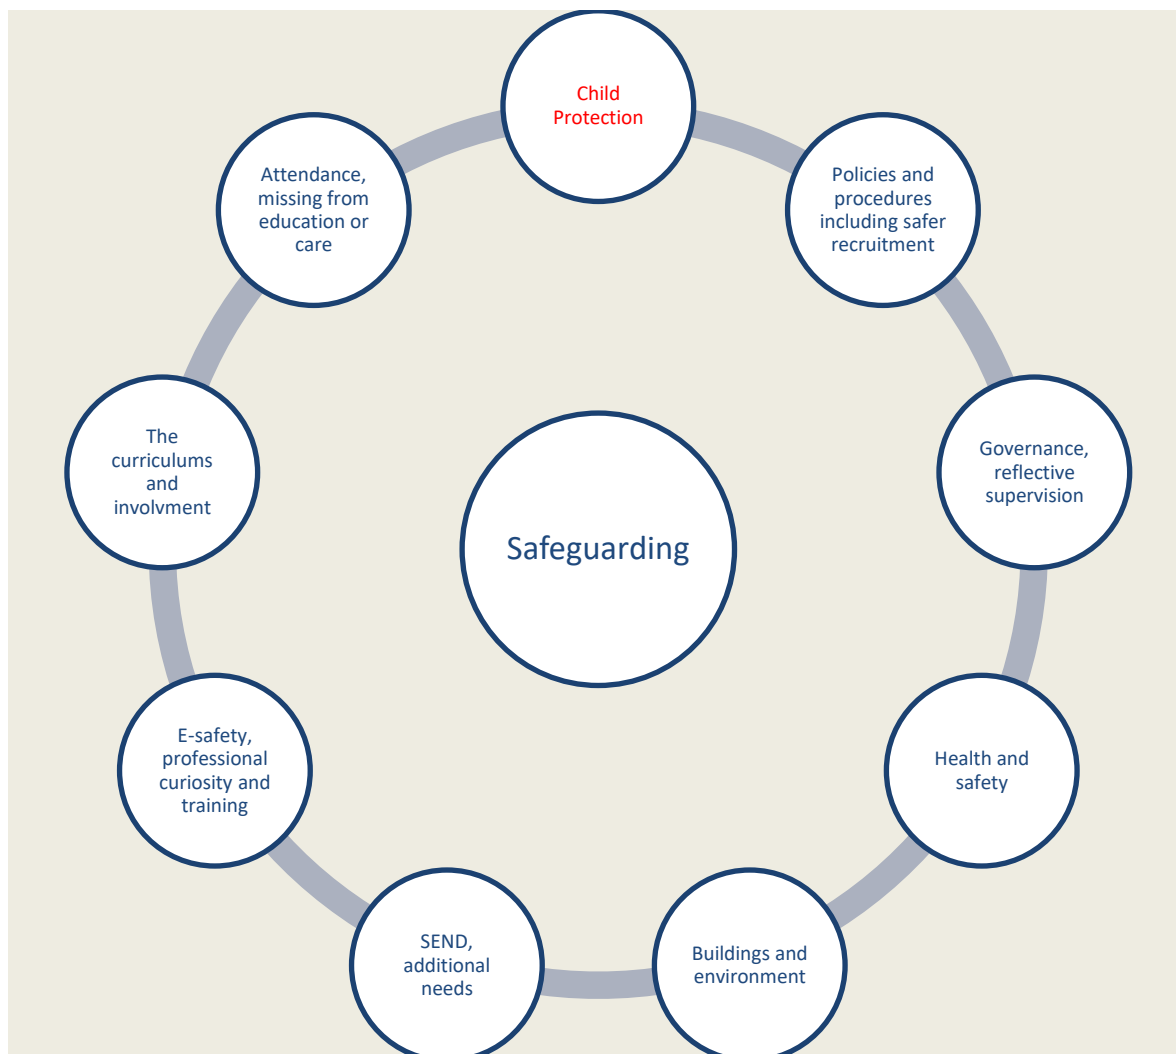 Child
Protection
Policies and
procedures
including safer
recruitment
Governance,
reflective
supervision
Health and
safety
Buildings and
environment
SEND,
additional
needs
E-safety,
professional
curiosity and
training
The
curriculums
and
involvment
Attendance,
missing from
education or
care
Safeguarding